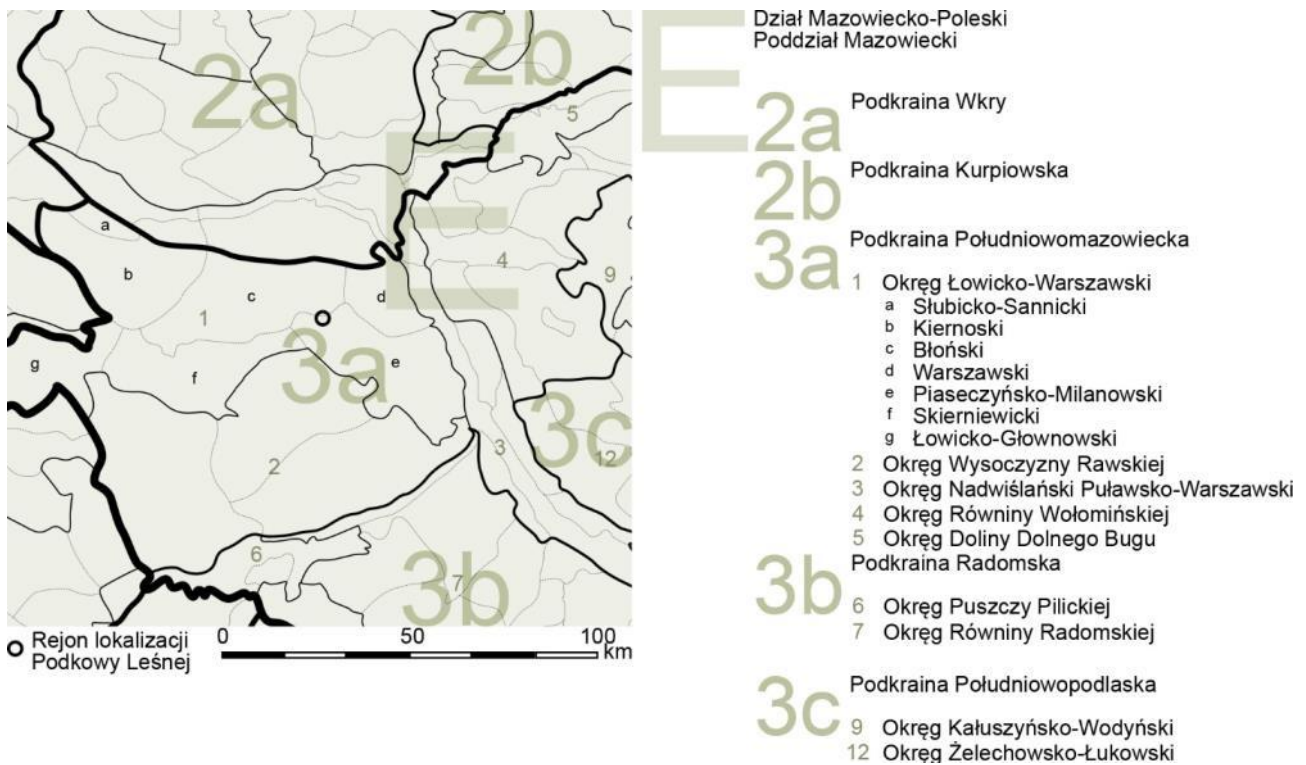 2a
2b
5
E
a
4
b
9
c
d
1
3a
g
f
e
3c
3
12
2
6
3b
7
Rejon lokalizacji
Podkowy Leśnej
0 50 100
km
E
Dział Mazowiecko-Poleski
Poddział Mazowiecki
2a Podkraina Wkry
2b Podkraina Kurpiowska
3a Podkraina Południowomazowiecka
1 Okręg Łowicko-Warszawski
a Słubicko-Sannicki
b Kiernoski
c Błoński
d Warszawski
e Piaseczyńsko-Milanowski
f Skierniewicki
g Łowicko-Głownowski
2 Okręg Wysoczyzny Rawskiej
3 Okręg Nadwiślański Puławsko-Warszawski
4 Okręg Równiny Wołomińskiej
5 Okręg Doliny Dolnego Bugu
3b Podkraina Radomska
6 Okręg Puszczy Pilickiej
7 Okręg Równiny Radomskiej
3c Podkraina Południowopodlaska
9 Okręg Kałuszyńsko-Wodyński
12 Okręg Żelechowsko-Łukowski